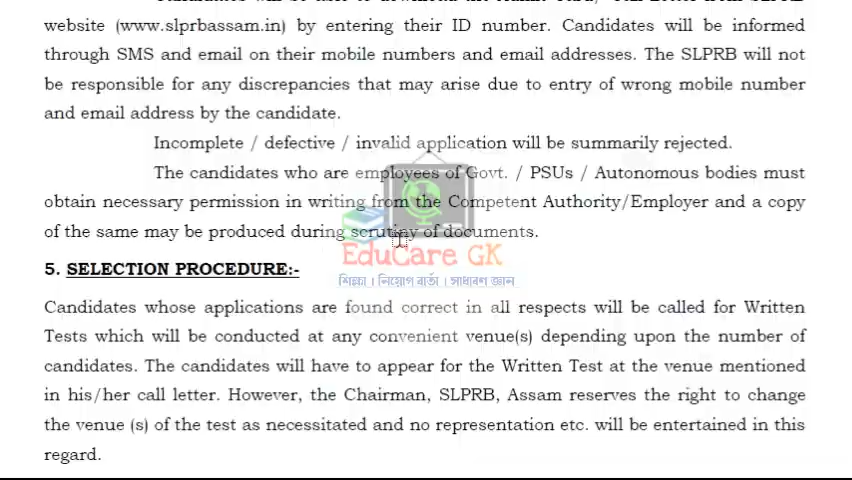 website (www.slprbassam.in) by entering their ID number. Candidates will be informed
through SMS and email on their mobile numbers and email addresses. The SLPRB will not
be responsible for any discrepancies that may arise due to entry of wrong mobile number
and email address by the candidate.
Incomplete / defective / invalid application will be summarily rejected.
The candidates who are employees of Govt. / PSUs / Autonomous bodies must
obtain necessary permission in writing from the Competent Authority/Employer and a copy
of the same may be produced during scrutiny of documents.
EduCare GK
শিক্ষা । নিয়োগ বাৰ্তা । সাধাৰণ জ্ঞান
5. SELECTION PROCEDURE:-
Candidates whose applications are found correct in all respects will be called for Written
Tests which will be conducted at any convenient venue(s) depending upon the number of
candidates. The candidates will have to appear for the Written Test at the venue mentioned
in his/her call letter. However, the Chairman, SLPRB, Assam reserves the right to change
the venue (s) of the test as necessitated and no representation etc. will be entertained in this
regard.